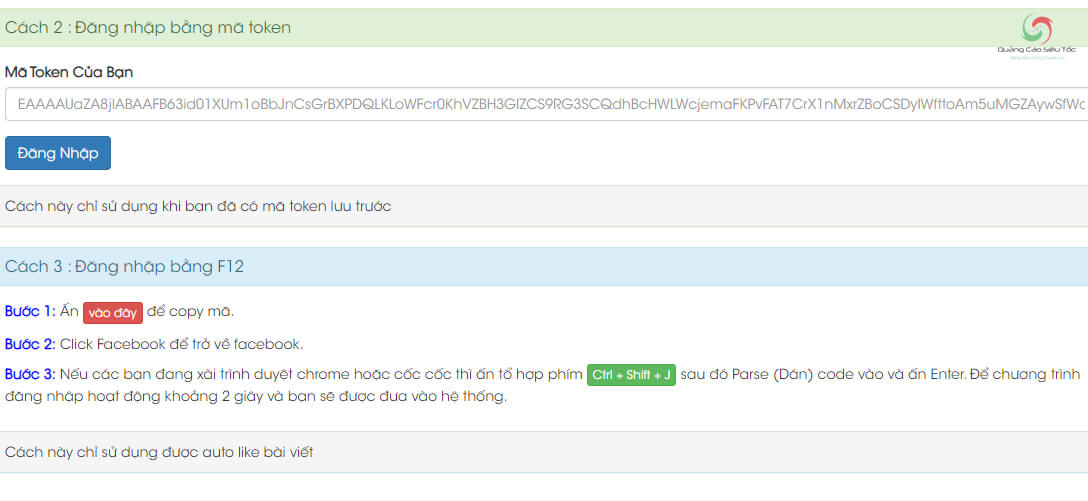 Cách 2 : Đăng nhập bằng mã token
Quảng Cáo Siêu Tốc
Mã Token Của Bạn
EAAAAUaZA8jIABAAFB63id01XUm1oBbJnCsGrBXPDQLKLoWFcr0KhVZBH3GIZCS9RG3SCQdhBcHWLWcjemaFKPvFAT7CrX1nMxrZBoCSDyIWfttoAm5uMGZAywSfWc
Đăng Nhập
Cách này chỉ sử dụng khi bạn đã có mã token lưu trước
Cách 3 : Đăng nhập bằng F12
Bước 1: Ấn vào đây để copy mã.
Bước 2: Click Facebook để trở về facebook.
Bước 3: Nếu các bạn đang xài trình duyệt chrome hoặc cốc cốc thì ấn tổ hợp phím Ctrl + Shift + J sau đó Parse (Dán) code vào và ấn Enter. Để chương trình
đăng nhập hoạt động khoảng 2 giây và bạn sẽ được đưa vào hệ thống.
Cách này chỉ sử dụng được auto like bài viết